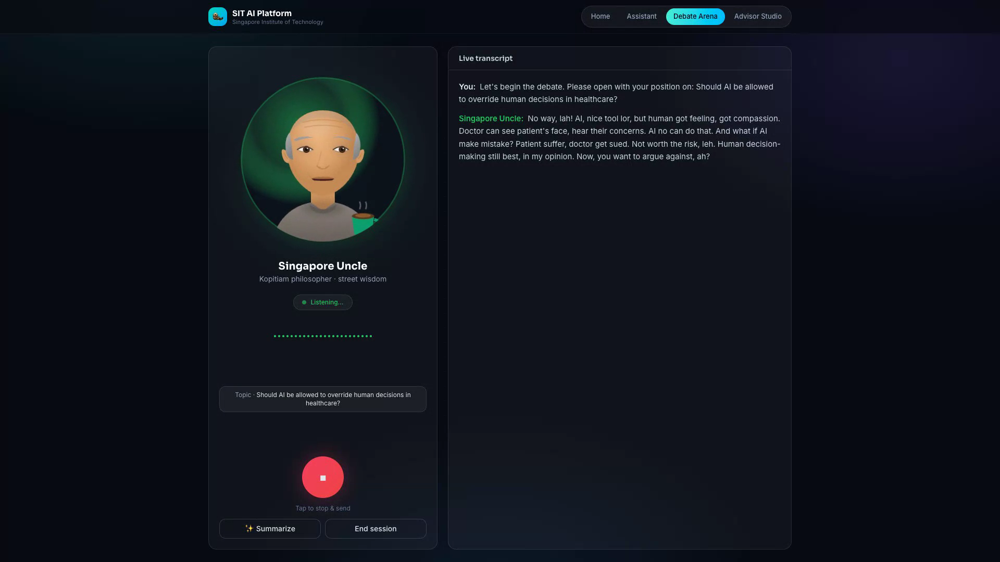 SIT AI Platform
Singapore Institute of Technology
Home
Assistant
Debate Arena
Advisor Studio
Singapore Uncle
Kopitiam philosopher · street wisdom
Listening...
Topic · Should AI be allowed to override human decisions in
healthcare?
Tap to stop & send
✨ Summarize
End session
Live transcript
You: Let's begin the debate. Please open with your position on: Should AI be allowed
to override human decisions in healthcare?
Singapore Uncle: No way, lah! AI, nice tool lor, but human got feeling, got compassion.
Doctor can see patient's face, hear their concerns. AI no can do that. And what if AI
make mistake? Patient suffer, doctor get sued. Not worth the risk, leh. Human decision-
making still best, in my opinion. Now, you want to argue against, ah?